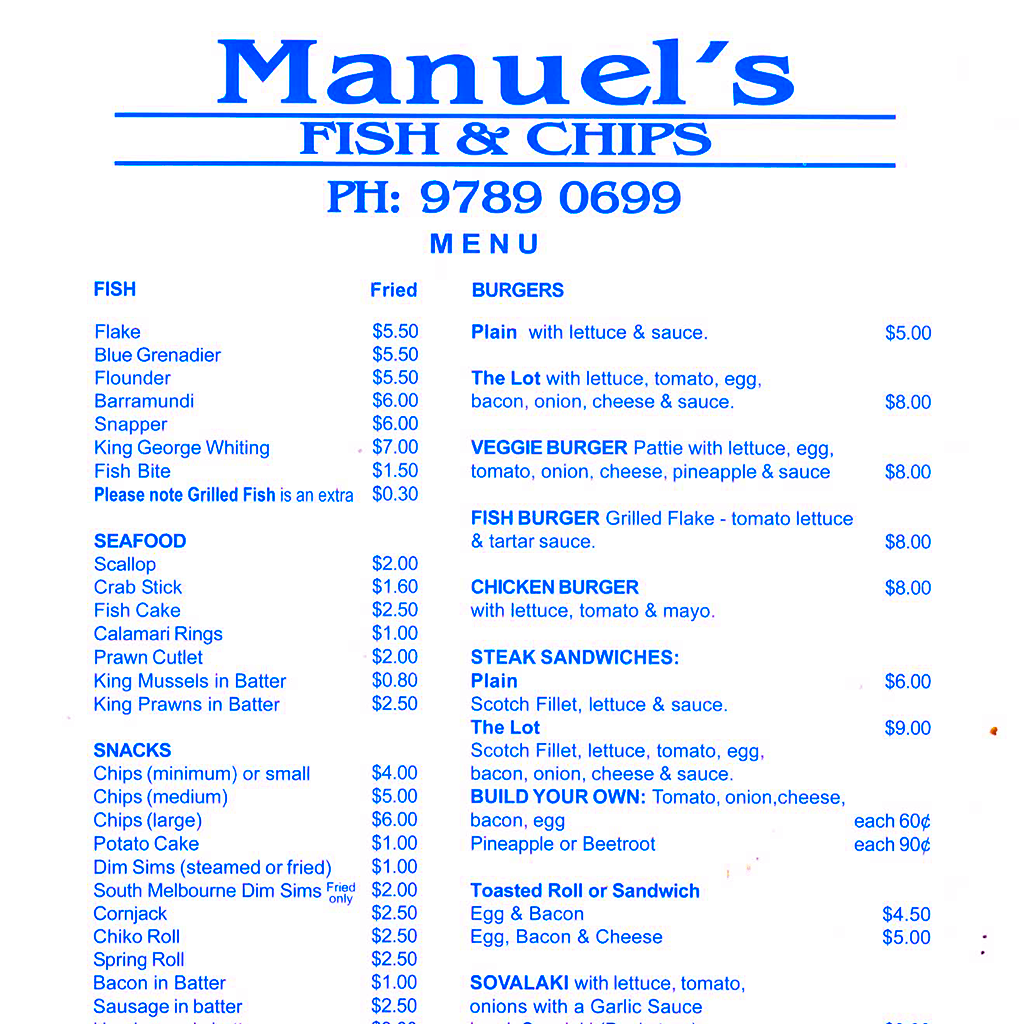 Manuel's
FISH & CHIPS
PH: 9789 0699
MENU
FISH Fried
Flake $5.50
Blue Grenadier $5.50
Flounder $5.50
Barramundi $6.00
Snapper $6.00
King George Whiting $7.00
Fish Bite $1.50
Please note Grilled Fish is an extra $0.30
SEAFOOD
Scallop $2.00
Crab Stick $1.60
Fish Cake $2.50
Calamari Rings $1.00
Prawn Cutlet $2.00
King Mussels in Batter $0.80
King Prawns in Batter $2.50
SNACKS
Chips (minimum) or small $4.00
Chips (medium) $5.00
Chips (large) $6.00
Potato Cake $1.00
Dim Sims (steamed or fried) $1.00
South Melbourne Dim Sims Fried only $2.00
Cornjack $2.50
Chiko Roll $2.50
Spring Roll $2.50
Bacon in Batter $1.00
Sausage in batter $2.50
BURGERS
Plain with lettuce & sauce. $5.00
The Lot with lettuce, tomato, egg,
bacon, onion, cheese & sauce. $8.00
VEGGIE BURGER Pattie with lettuce, egg,
tomato, onion, cheese, pineapple & sauce $8.00
FISH BURGER Grilled Flake - tomato lettuce
& tartar sauce. $8.00
CHICKEN BURGER $8.00
with lettuce, tomato & mayo.
STEAK SANDWICHES:
Plain $6.00
Scotch Fillet, lettuce & sauce.
The Lot $9.00
Scotch Fillet, lettuce, tomato, egg,
bacon, onion, cheese & sauce.
BUILD YOUR OWN: Tomato, onion,cheese,
bacon, egg each 60¢
Pineapple or Beetroot each 90¢
Toasted Roll or Sandwich
Egg & Bacon $4.50
Egg, Bacon & Cheese $5.00
SOVALAKI with lettuce, tomato,
onions with a Garlic Sauce